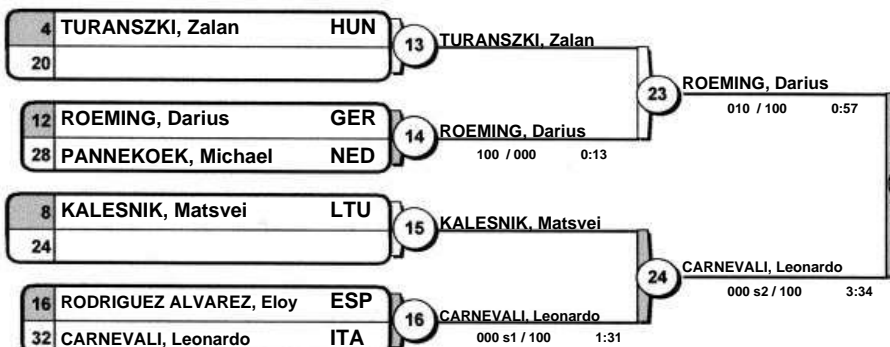 4 TURANSZKI, Zalan HUN
20
13 TURANSZKI, Zalan
12 ROEMING, Darius GER
28 PANNEKOEK, Michael NED
14 ROEMING, Darius
100 / 000 0:13
23 ROEMING, Darius
010 / 100 0:57
8 KALESNIK, Matsvei LTU
24
15 KALESNIK, Matsvei
16 RODRIGUEZ ALVAREZ, Eloy ESP
32 CARNEVALI, Leonardo ITA
16 CARNEVALI, Leonardo
000 s1 / 100 1:31
24 CARNEVALI, Leonardo
000 s2 / 100 3:34